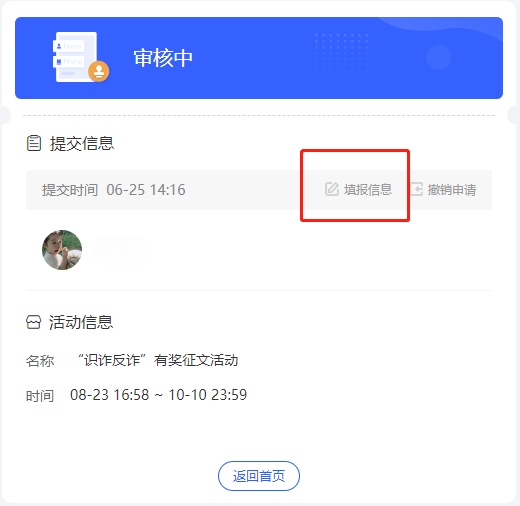 审核中
提交信息
提交时间 06-25 14:16 填报信息 撤销申请
活动信息
名称 “识诈反诈”有奖征文活动
时间 08-23 16:58 ~ 10-10 23:59
返回首页